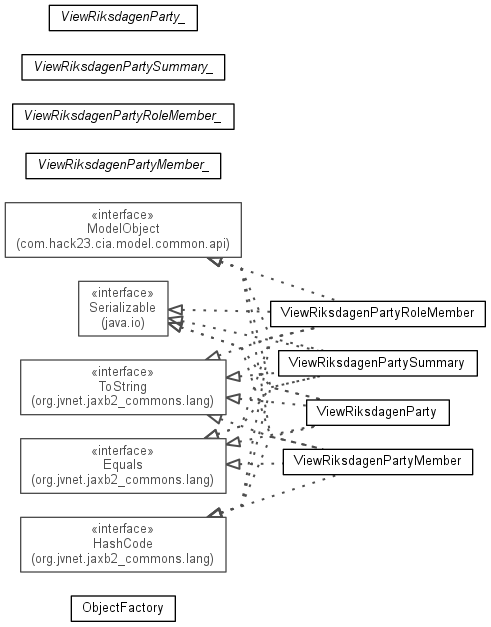 ViewRiksdagenParty_
ViewRiksdagenPartySummary_
ViewRiksdagenPartyRoleMember_
ViewRiksdagenPartyMember_
«interface»
ModelObject
(com.hack23.cia.model.common.api)
«interface»
Serializable
(java.io)
ViewRiksdagenPartyRoleMember
«interface»
ToString
(org.jvnet.jaxb2_commons.lang)
ViewRiksdagenPartySummary
ViewRiksdagenParty
«interface»
Equals
(org.jvnet.jaxb2_commons.lang)
ViewRiksdagenPartyMember
«interface»
HashCode
(org.jvnet.jaxb2_commons.lang)
ObjectFactory